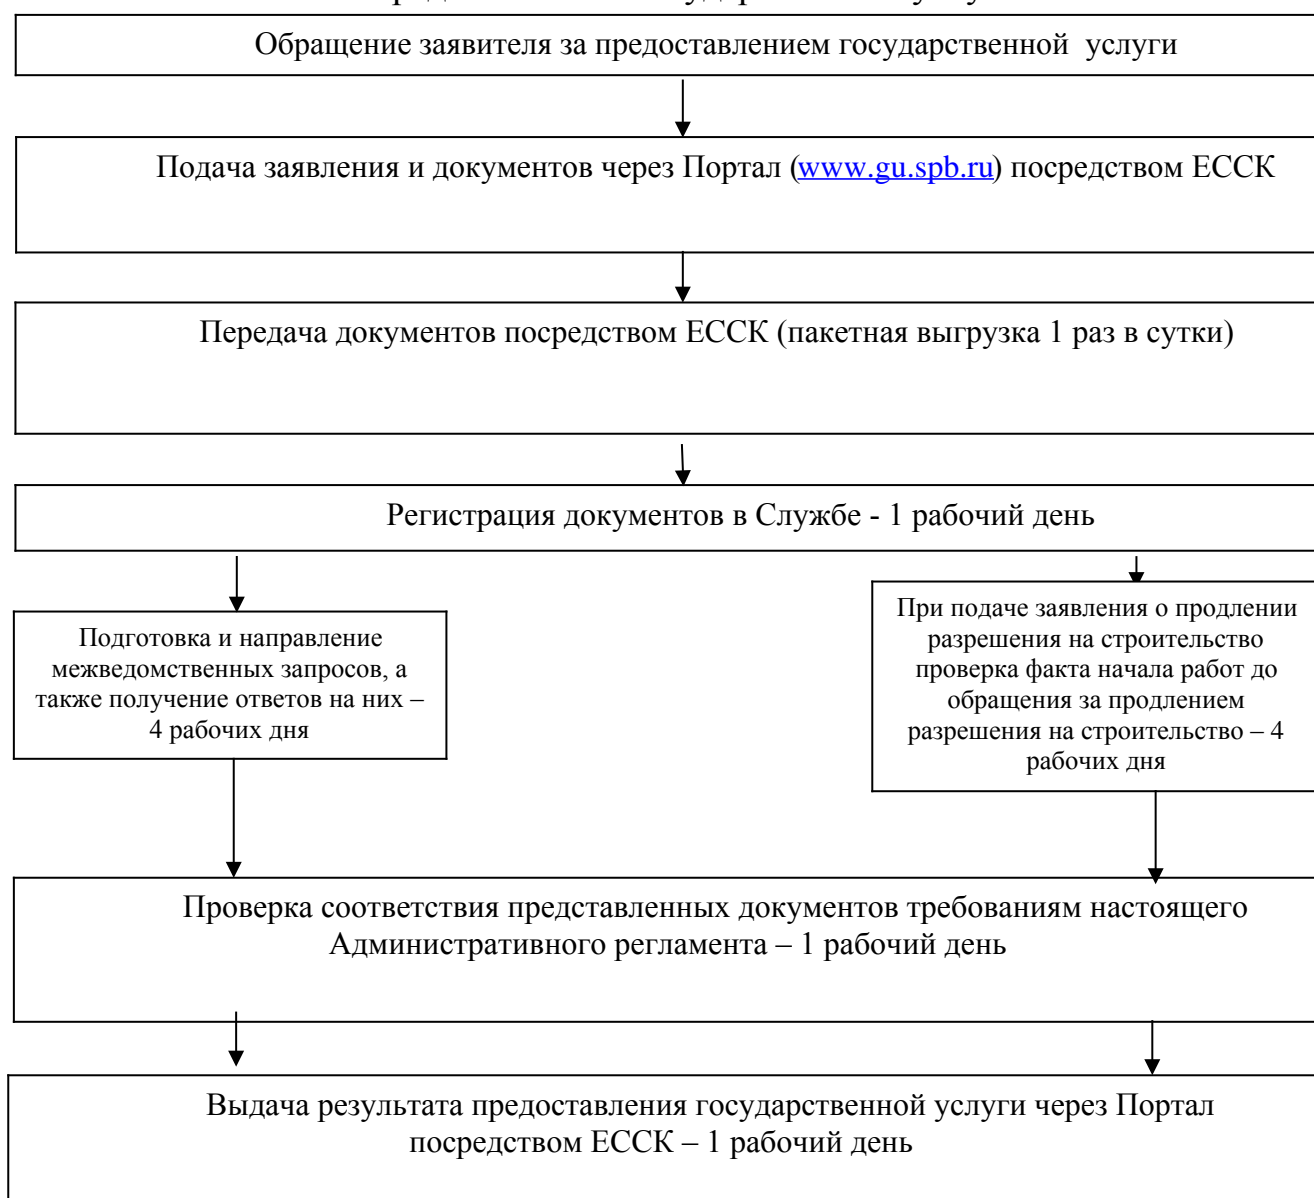 Обращение заявителя за предоставлением государственной услуги
Подача заявления и документов через Портал (www.gu.spb.ru) посредством ЕССК
Передача документов посредством ЕССК (пакетная выгрузка 1 раз в сутки)
Регистрация документов в Службе - 1 рабочий день
Подготовка и направление
межведомственных запросов, а
также получение ответов на них –
4 рабочих дня
При подаче заявления о продлении
разрешения на строительство
проверка факта начала работ до
обращения за продлением
разрешения на строительство – 4
рабочих дня
Проверка соответствия представленных документов требованиям настоящего
Административного регламента – 1 рабочий день
Выдача результата предоставления государственной услуги через Портал
посредством ЕССК – 1 рабочий день